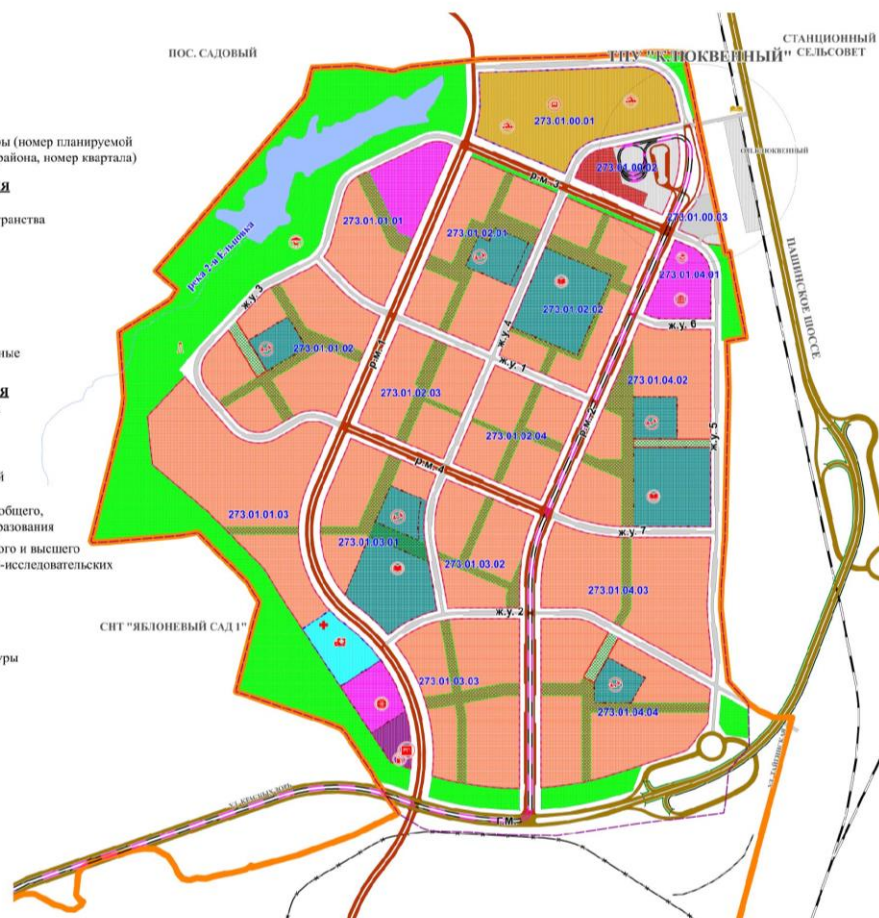 СТАНЦИОННЫЙ
СЕЛЬСОВЕТ
ПОС. САДОВЫЙ
ТПУ "К.ПОКВЕННЫЙ"
ы (номер планируемой
района, номер квартала)
273.01.00.01
273.01.00.02
р.м. 3
273.01.00.03
273.01.01.01
273.01.02.01
река 2-я Ельцовка
273.01.04.01
ПАШИНСКОЕ ШОССЕ
ж.у. 3
273.01.02.02
ж.у. 4
ж.у. 6
273.01.01.02
р.м. 1
ж.у. 1
ные
273.01.02.03
273.01.04.02
р.м. 2
ж.у. 5
273.01.02.04
р.м. 4
й
общего,
разования
273.01.01.03
ж.у. 7
ого и высшего
-исследовательских
273.01.03.01
273.01.03.02
273.01.04.03
ж.у. 2
СНТ "ЯБЛОНЕВЫЙ САД 1"
уры
273.01.03.03
273.01.04.04
г.м.